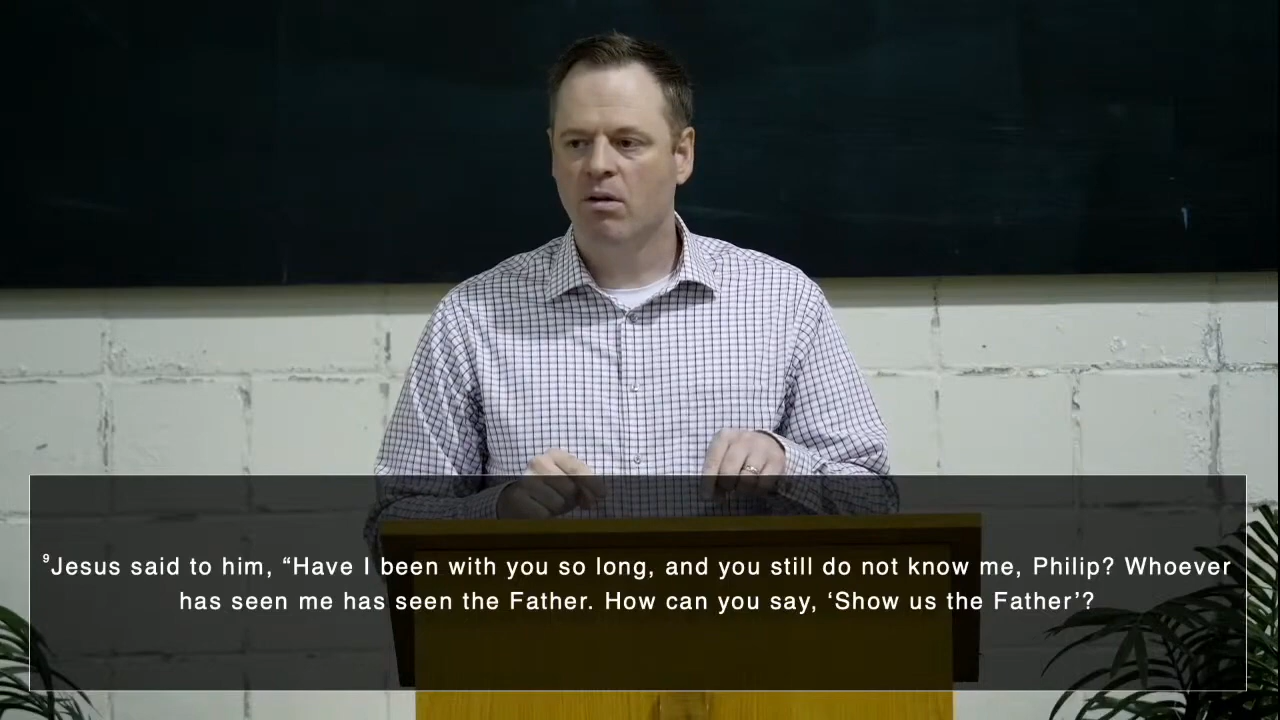 ⁹Jesus said to him, “Have I been with you so long, and you still do not know me, Philip? Whoever
has seen me has seen the Father. How can you say, ‘Show us the Father’?